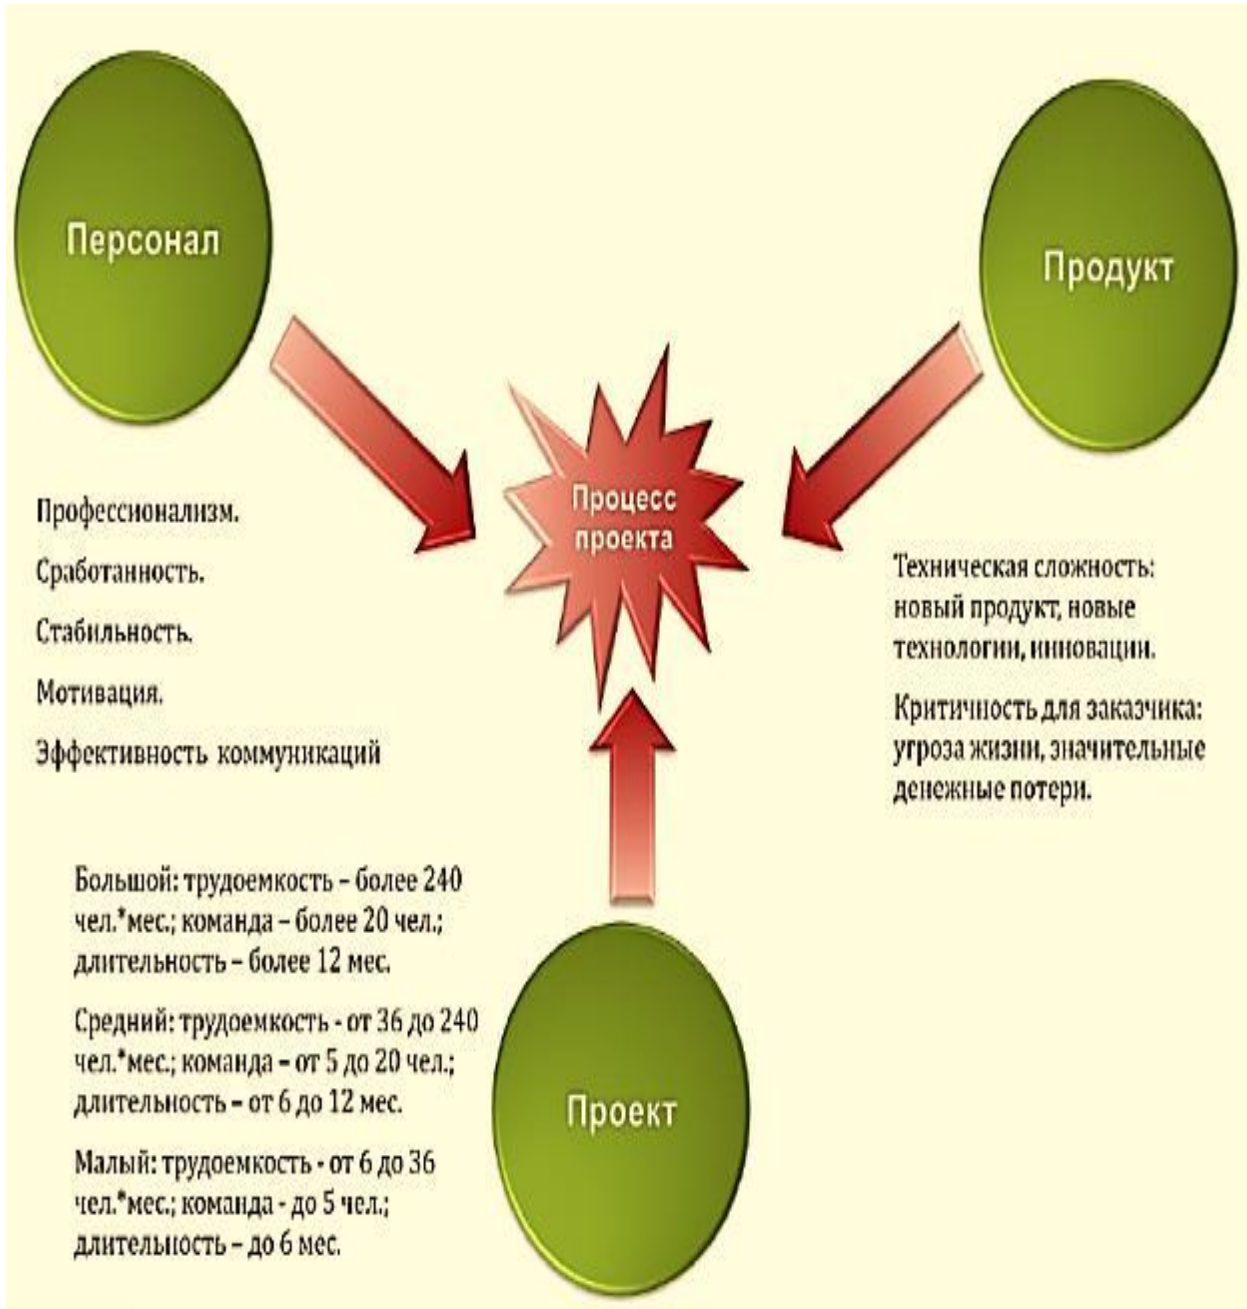 Персонал
Продукт
Процесс
проекта
Профессионализм.
Сработанность.
Стабильность.
Мотивация.
Эффективность коммуникаций
Техническая сложность:
новый продукт, новые
технологии, инновации.
Критичность для заказчика:
угроза жизни, значительные
денежные потери.
Большой: трудоемкость – более 240
чел.*мес.; команда – более 20 чел.;
длительность – более 12 мес.
Средний: трудоемкость - от 36 до 240
чел.*мес.; команда – от 5 до 20 чел.;
длительность – от 6 до 12 мес.
Малый: трудоемкость - от 6 до 36
чел.*мес.; команда - до 5 чел.;
длительность – до 6 мес.
Проект